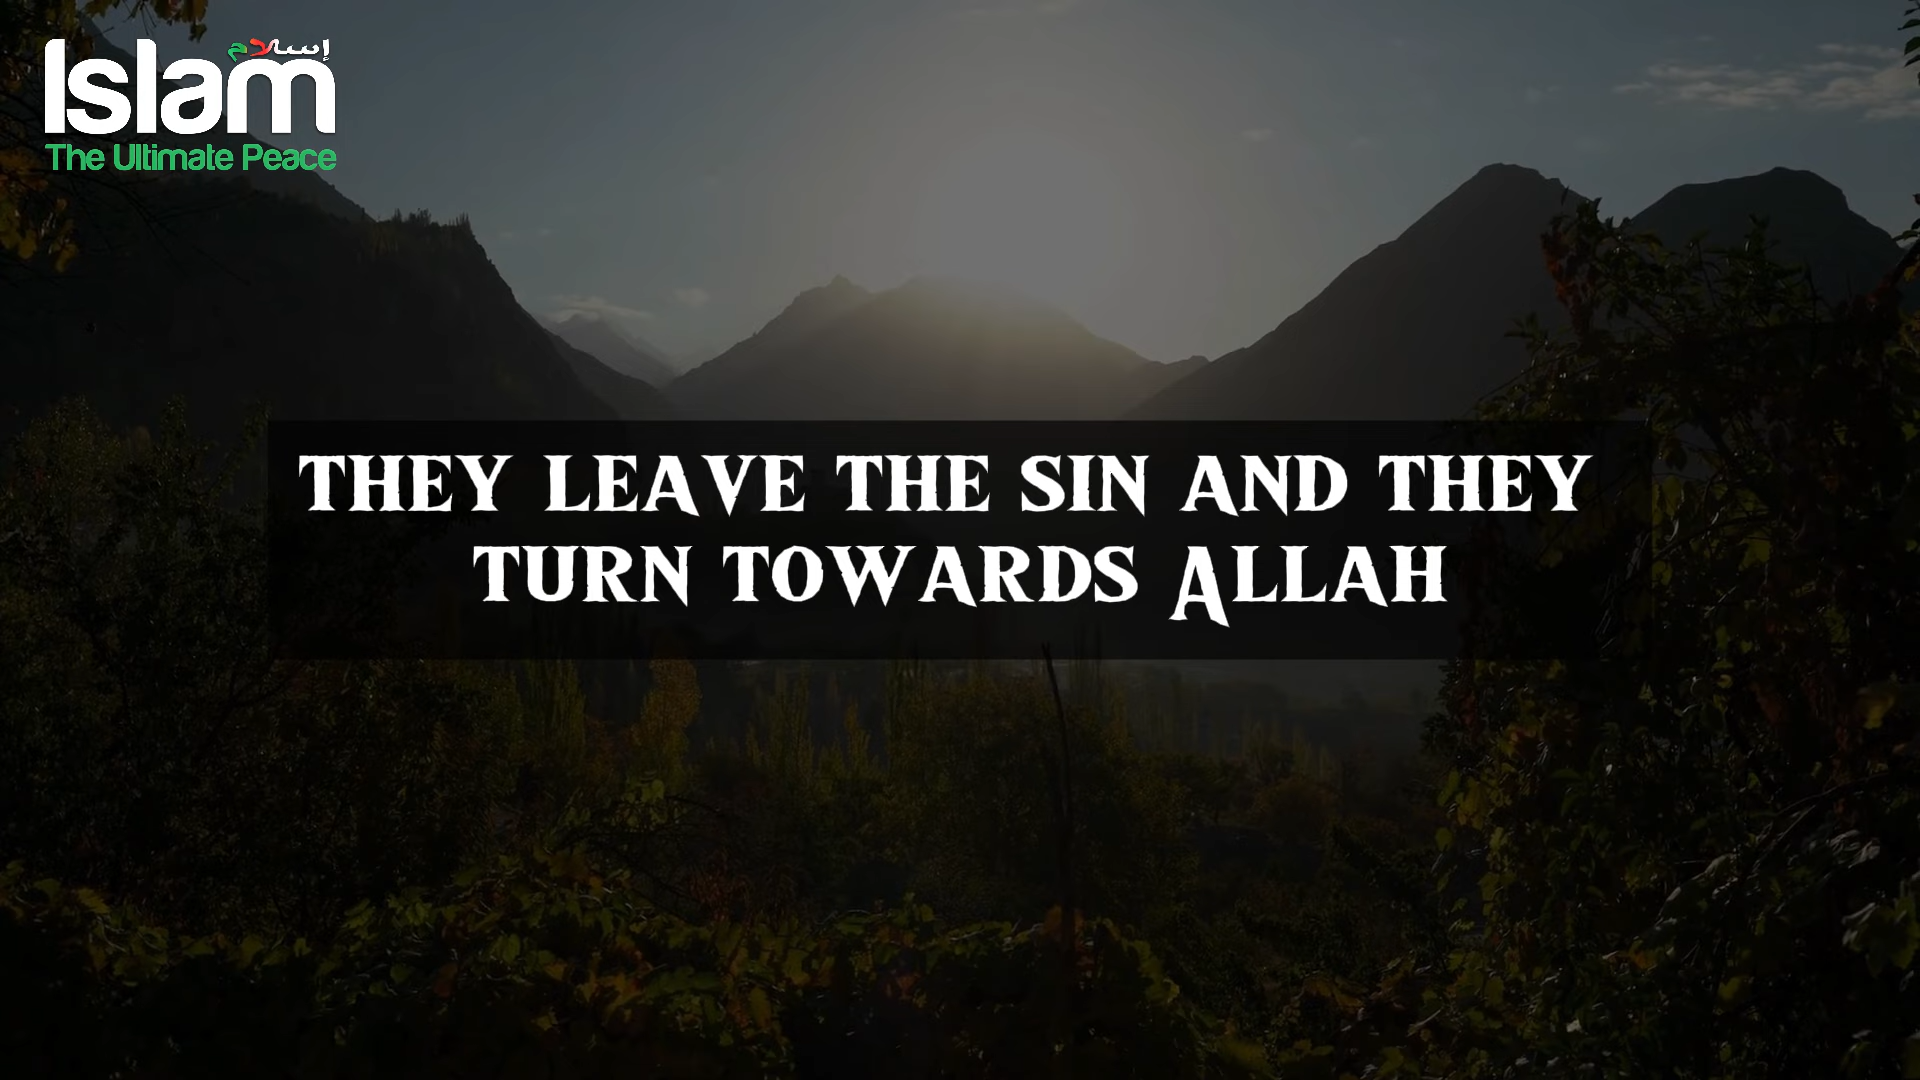 إسلام
Islam
The Ultimate Peace
THEY LEAVE THE SIN AND THEY
TURN TOWARDS ALLAH